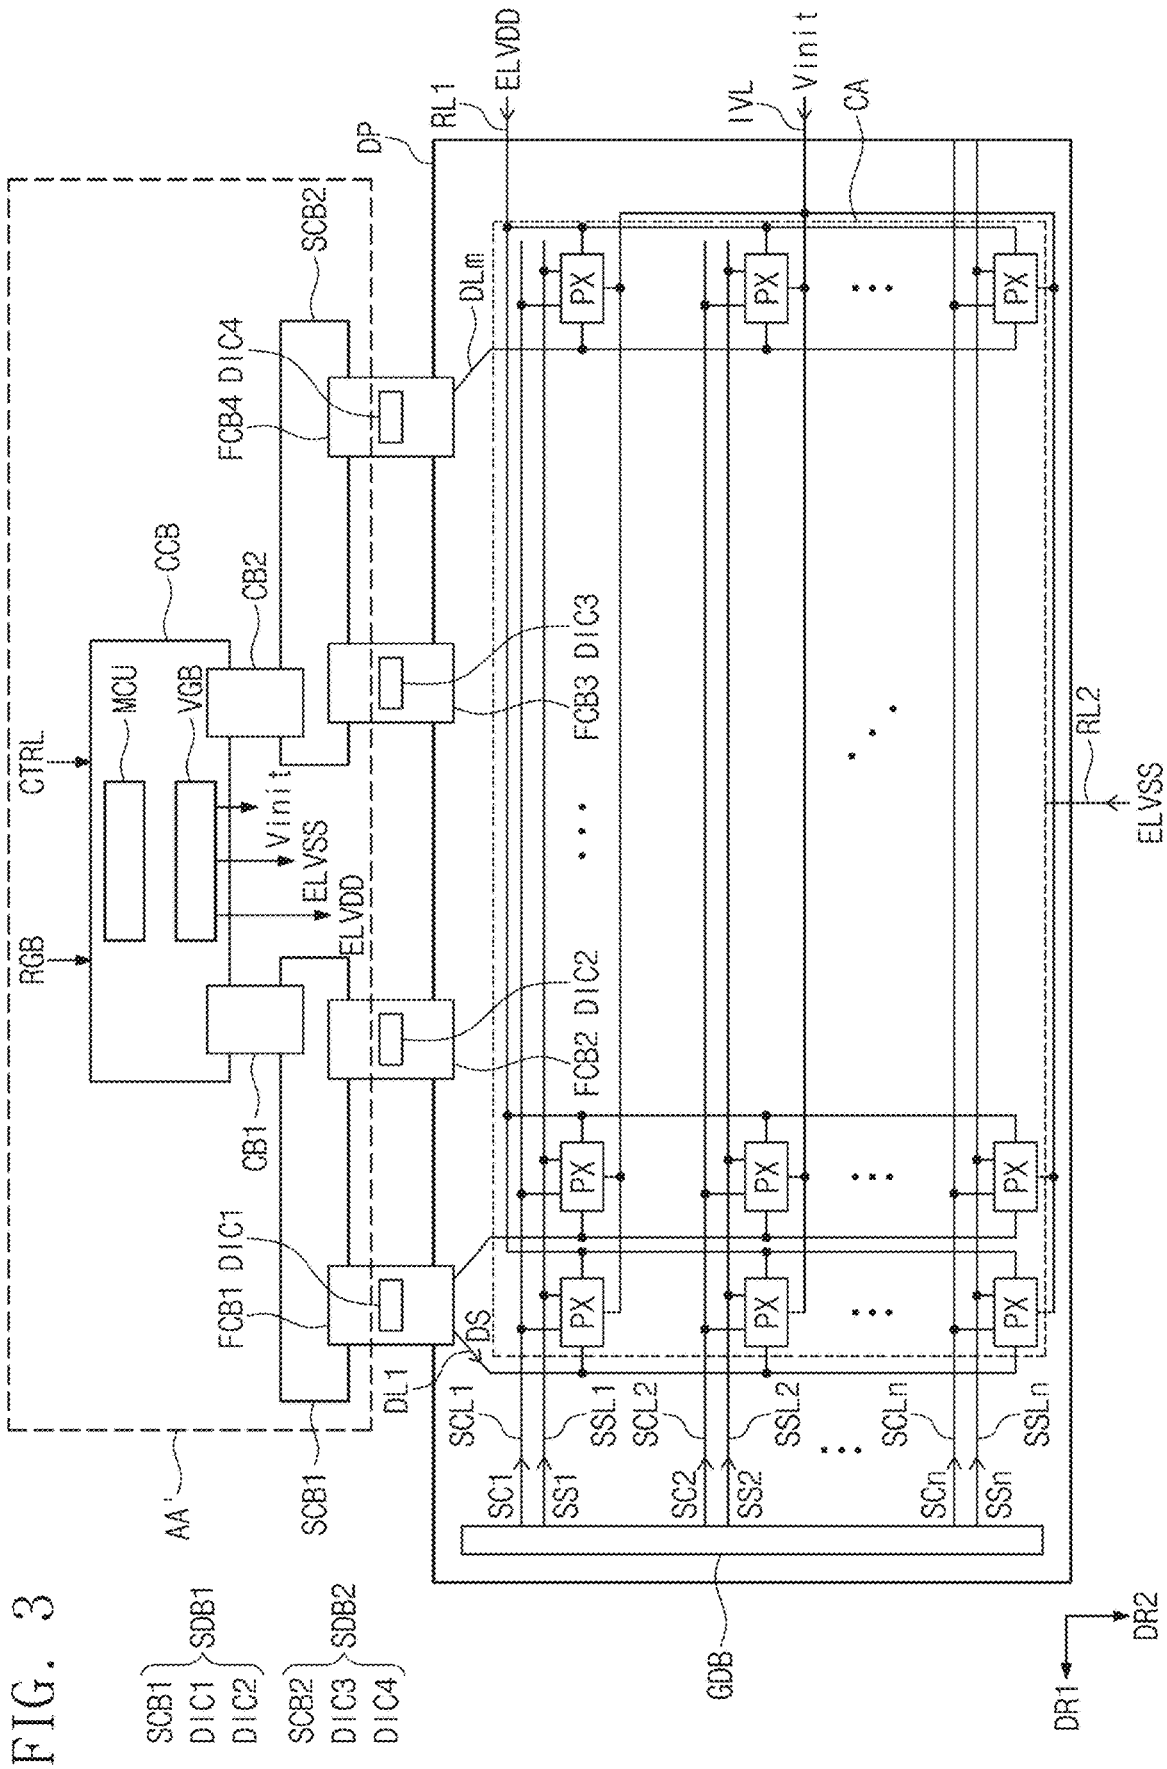 FIG. 3
SCB1
DIC1
DIC2
SDB1
SCB2
DIC3
DIC4
SDB2
AA'
RGB
CTRL
MCU
VGB
CCB
Vinit
ELVSS
ELVDD
CB1
CB2
SCB1
SCB2
FCB1 DIC1
FCB2 DIC2
FCB3 DIC3
FCB4 DIC4
DP
RL1
ELVDD
DL1
DS
DLm
SC1
SCL1
SS1
SSL1
PX
PX
PX
IVL
Vinit
CA
SC2
SCL2
SS2
SSL2
PX
PX
PX
SCn
SCLn
SSn
SSLn
PX
PX
PX
GDB
RL2
ELVSS
DR1
DR2